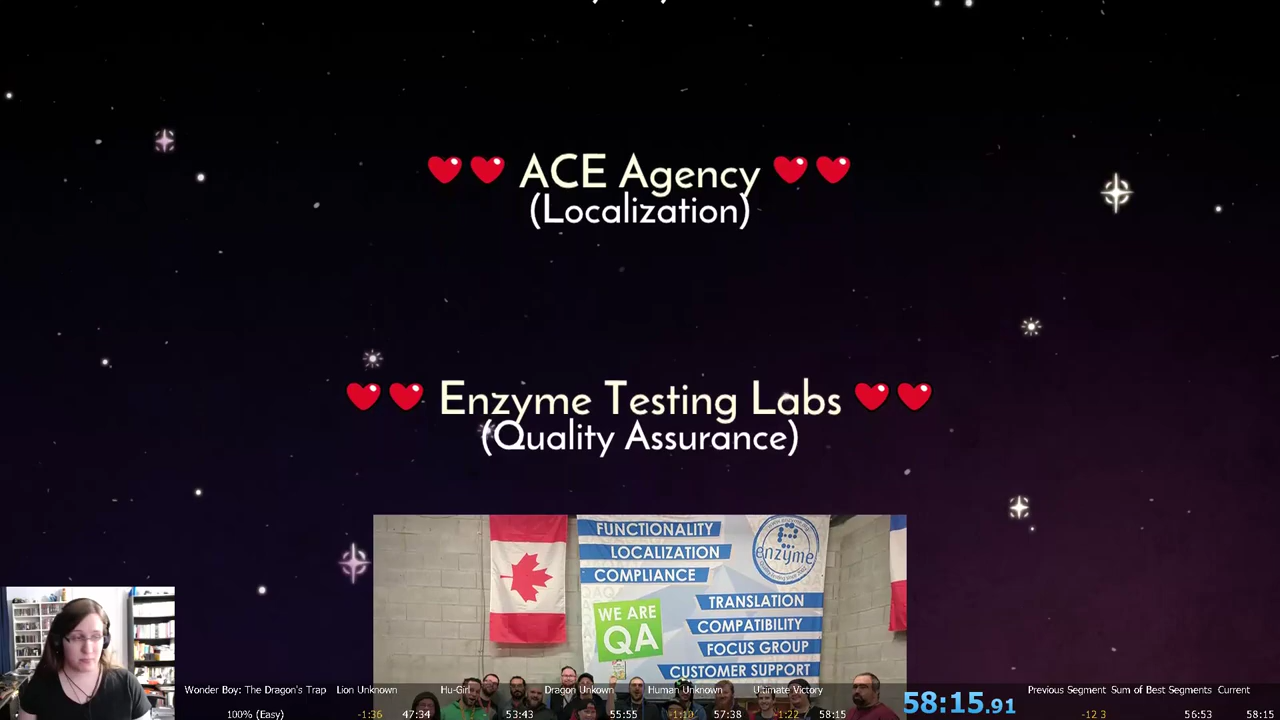 ACE Agency
(Localization)
Enzyme Testing Labs
(Quality Assurance)
FUNCTIONALITY
LOCALIZATION
COMPLIANCE
enzyme
WE ARE
QA
TRANSLATION
COMPATIBILITY
FOCUS GROUP
CUSTOMER SUPPORT
Wonder Boy: The Dragon's Trap Lion Unknown Hu-Girl Dragon Unkown Human Unknown Ultimate Victory 58:15.91 Previous Segment Sum of Best Segments Current
100% (Easy) -1:36 47:34 53:43 55:55 57:38 -1:22 58:15 -12.3 56:53 58:15